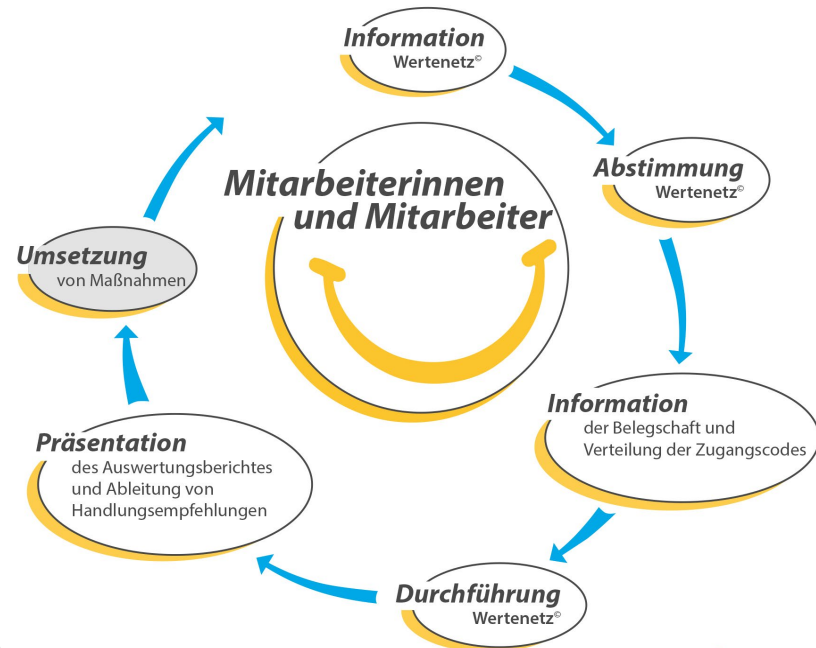 Information
Wertenetz©
Abstimmung
Wertenetz©
Mitarbeiterinnen
und Mitarbeiter
Umsetzung
von Maßnahmen
Information
der Belegschaft und
Verteilung der Zugangscodes
Präsentation
des Auswertungsberichtes
und Ableitung von
Handlungsempfehlungen
Durchführung
Wertenetz©